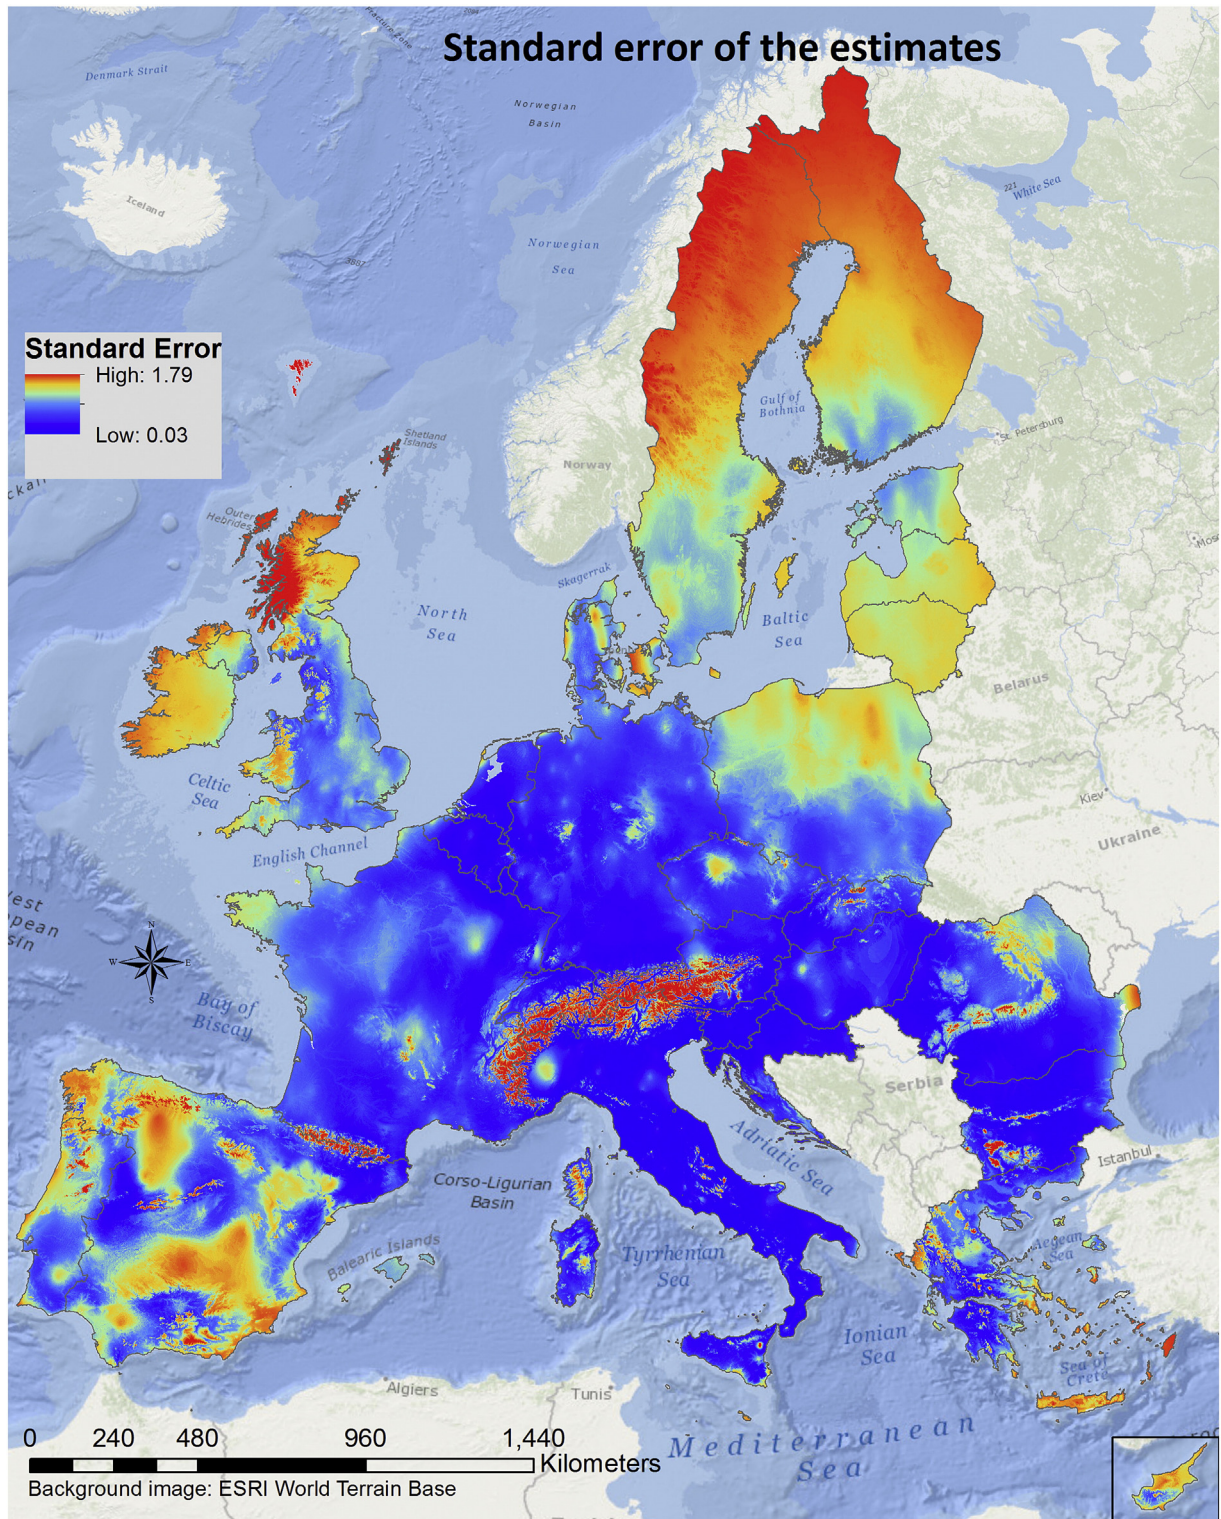 Standard error of the estimates
Denmark Strait
Fracture Zone
Norwegian
Basin
Iceland
221
White Sea
Norwegian
Sea
3887
Standard Error
High: 1.79
Low: 0.03
Gulf of
Bothnia
St. Petersburg
Shetland
Islands
Norway
Outer
Hebrides
Skagerrak
North
Sea
Baltic
Sea
Belarus
Celtic
Sea
Kiev
Ukraine
English Channel
N
W
E
S
Bay of
Biscay
Serbia
Adriatic Sea
Istanbul
Corso-Ligurian
Basin
Balearic Islands
Tyrrhenian
Sea
Aegean
Sea
Ionian
Sea
Sea of
Crete
Algiers
Tunis
Mediterranean
Sea
0 240 480 960 1,440
Kilometers
Background image: ESRI World Terrain Base